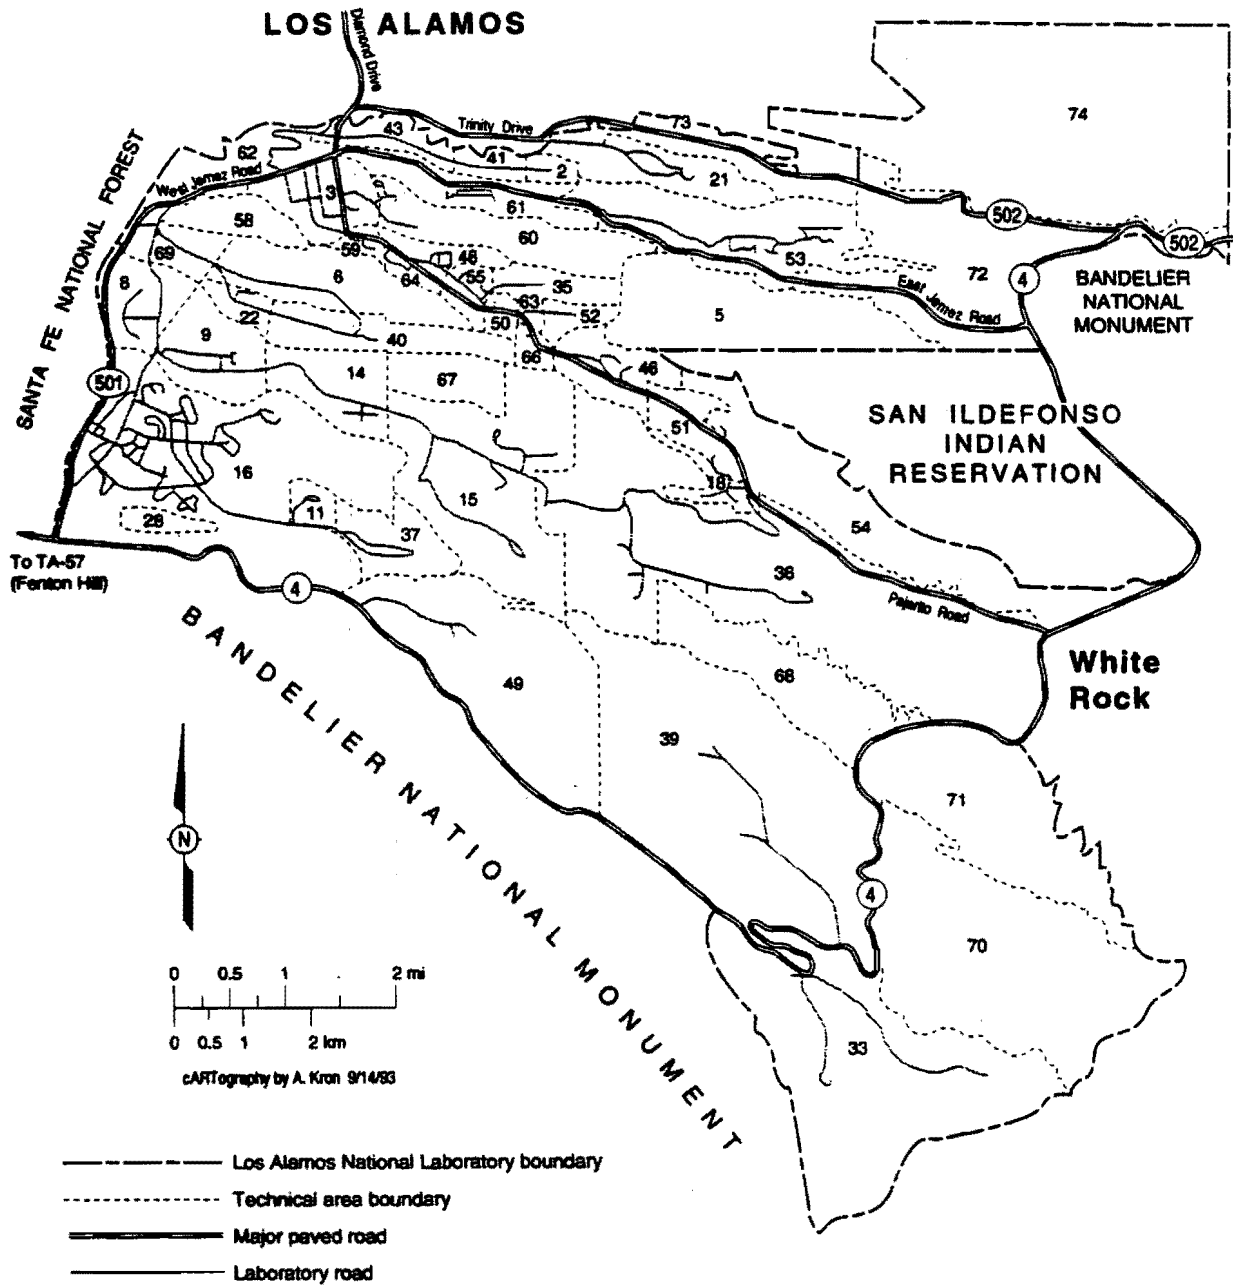 LOS ALAMOS
Diamond Drive
74
73
Trinity Drive
43
62
41
2
21
West Jemez Road
3
61
SANTA FE NATIONAL FOREST
58
60
502
502
59
48
53
72
69
8
6
64
55
35
4
BANDELIER
NATIONAL
MONUMENT
East Jemez Road
63
22
50
52
5
9
40
66
14
67
46
501
SAN ILDEFONSO
INDIAN
RESERVATION
51
16
18
15
11
28
37
54
To TA-57
(Fenton Hill)
36
4
Pajarito Road
BANDELIER NATIONAL MONUMENT
White
Rock
68
49
39
71
N
4
70
0 0.5 1 2 mi
0 0.5 1 2 km
33
cARTography by A. Kron 9/14/93
Los Alamos National Laboratory boundary
Technical area boundary
Major paved road
Laboratory road